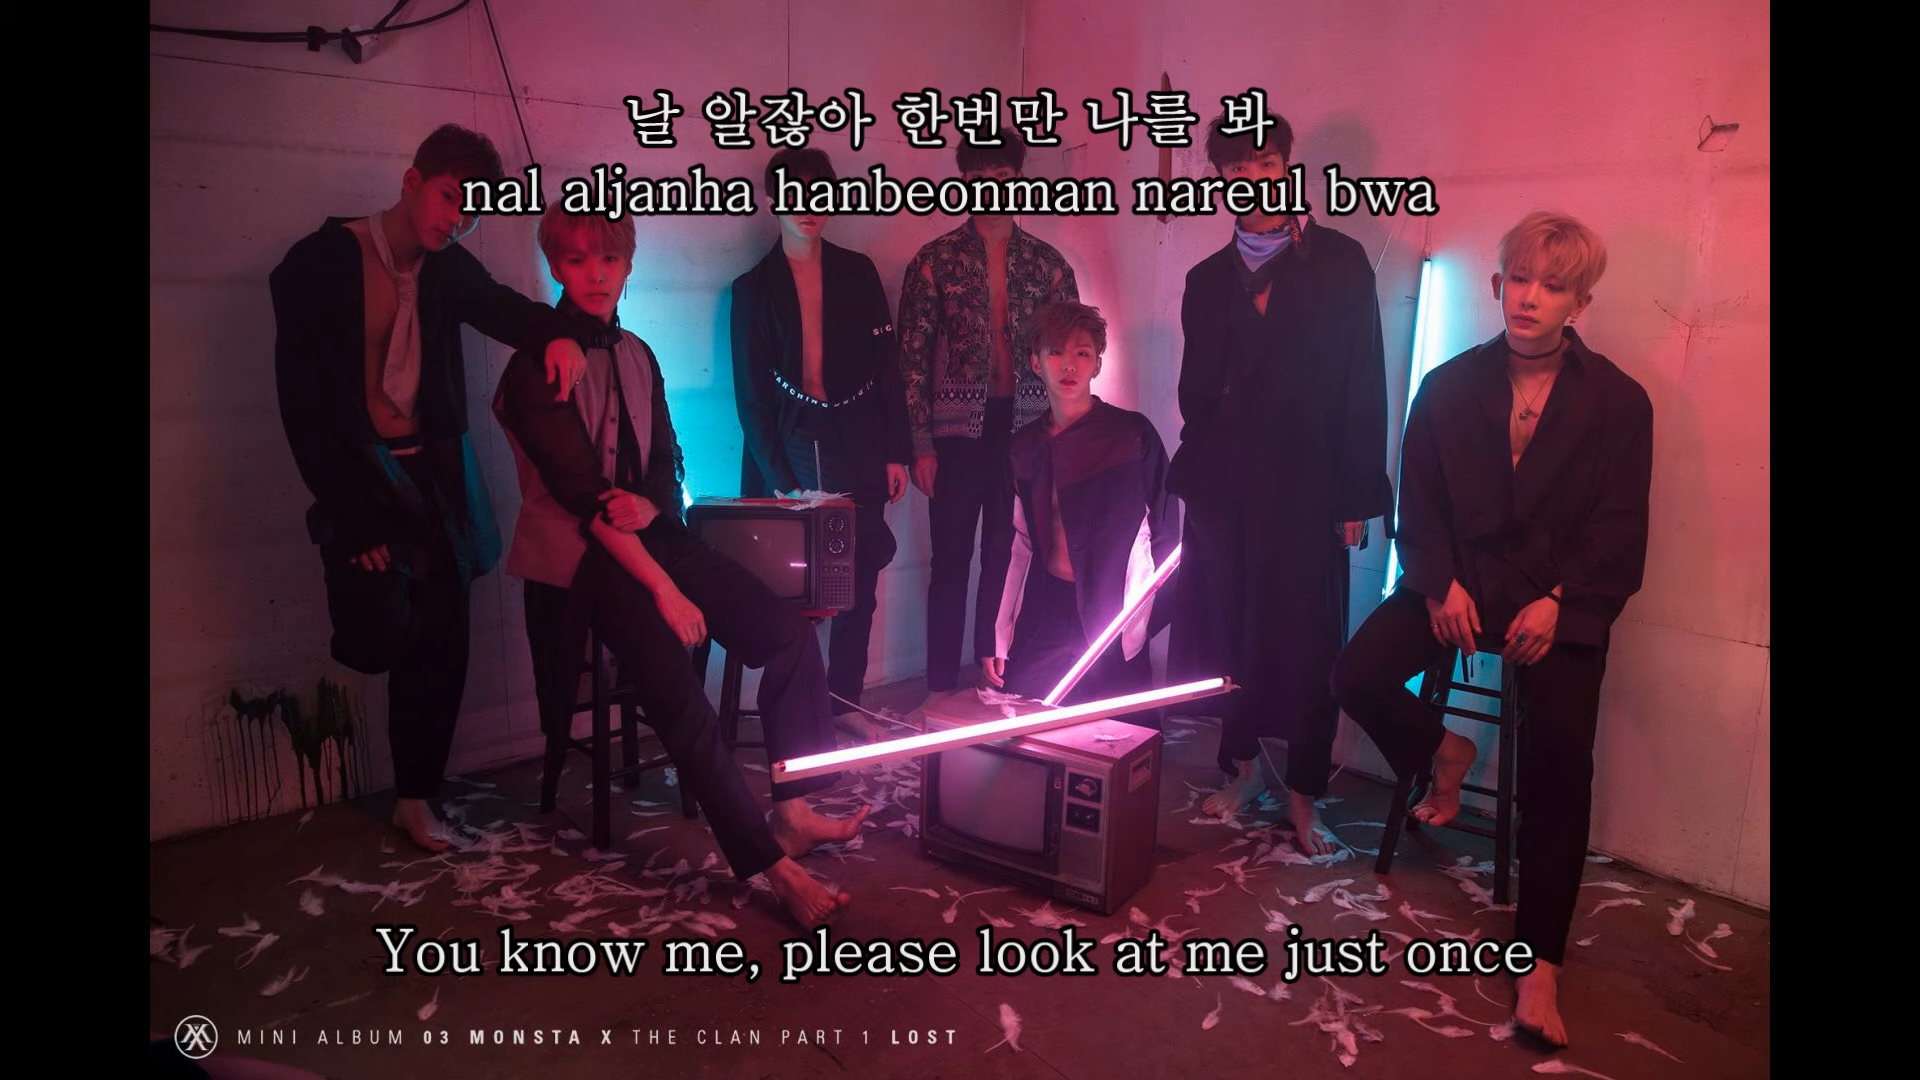 날 알잖아 한번만 나를 봐
nal aljanha hanbeonman nareul bwa
You know me, please look at me just once
MINI ALBUM 03 MONSTA X THE CLAN PART 1 LOST